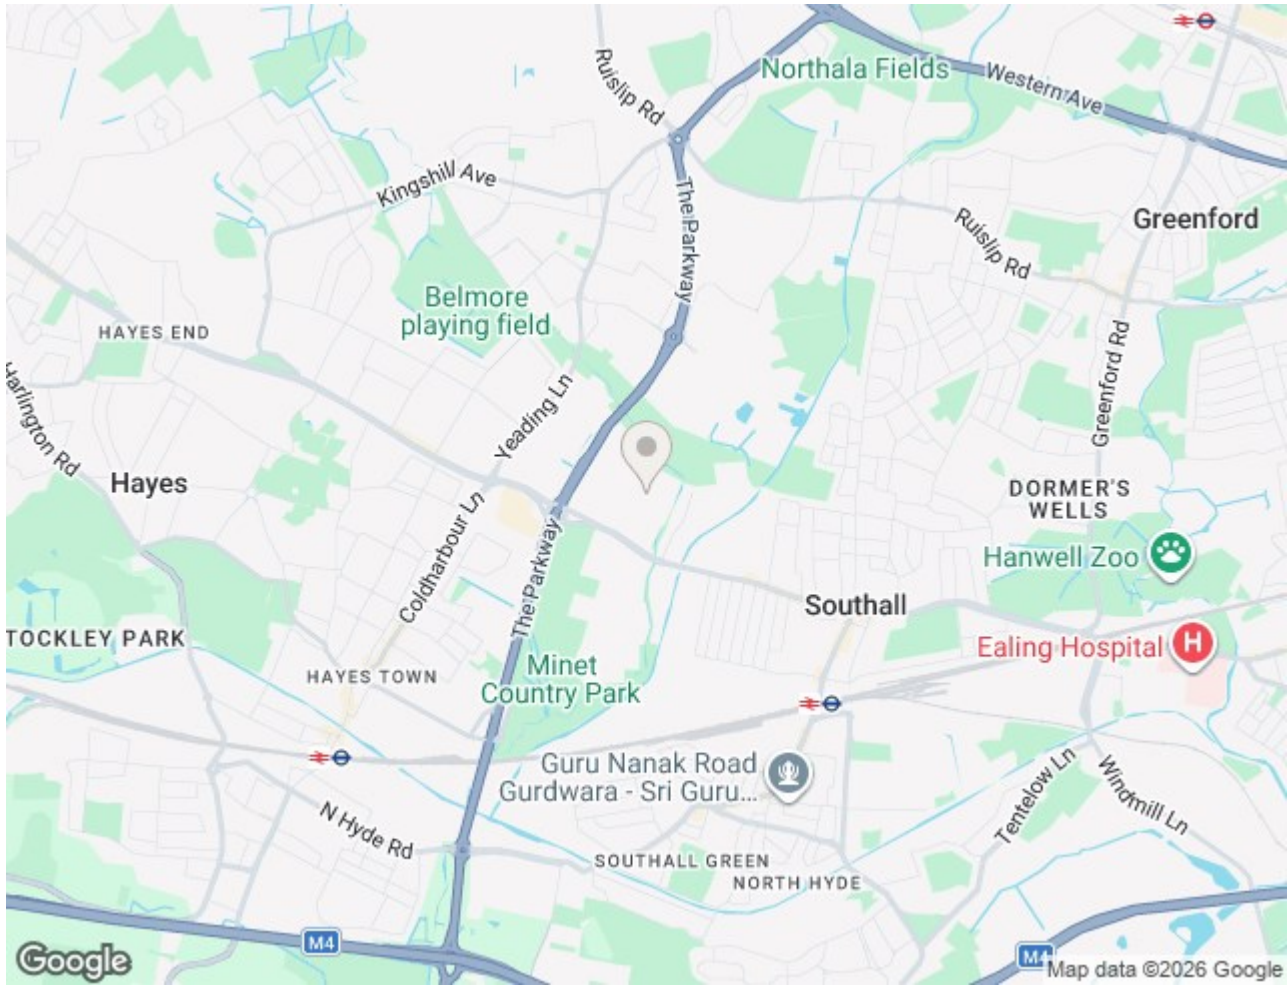 Northala Fields
Western Ave
Ruislip Rd
Kingshill Ave
The Parkway
Ruislip Rd
Greenford
Belmore
playing field
HAYES END
Harlington Rd
Yeading Ln
Greenford Rd
Hayes
Coldharbour Ln
DORMER'S
WELLS
Hanwell Zoo
The Parkway
Southall
TOCKLEY PARK
Ealing Hospital
H
HAYES TOWN
Minet
Country Park
Guru Nanak Road
Gurdwara - Sri Guru...
Tentelow Ln
Windmill Ln
N Hyde Rd
SOUTHALL GREEN
NORTH HYDE
M4
M4
Google
Map data ©2026 Google